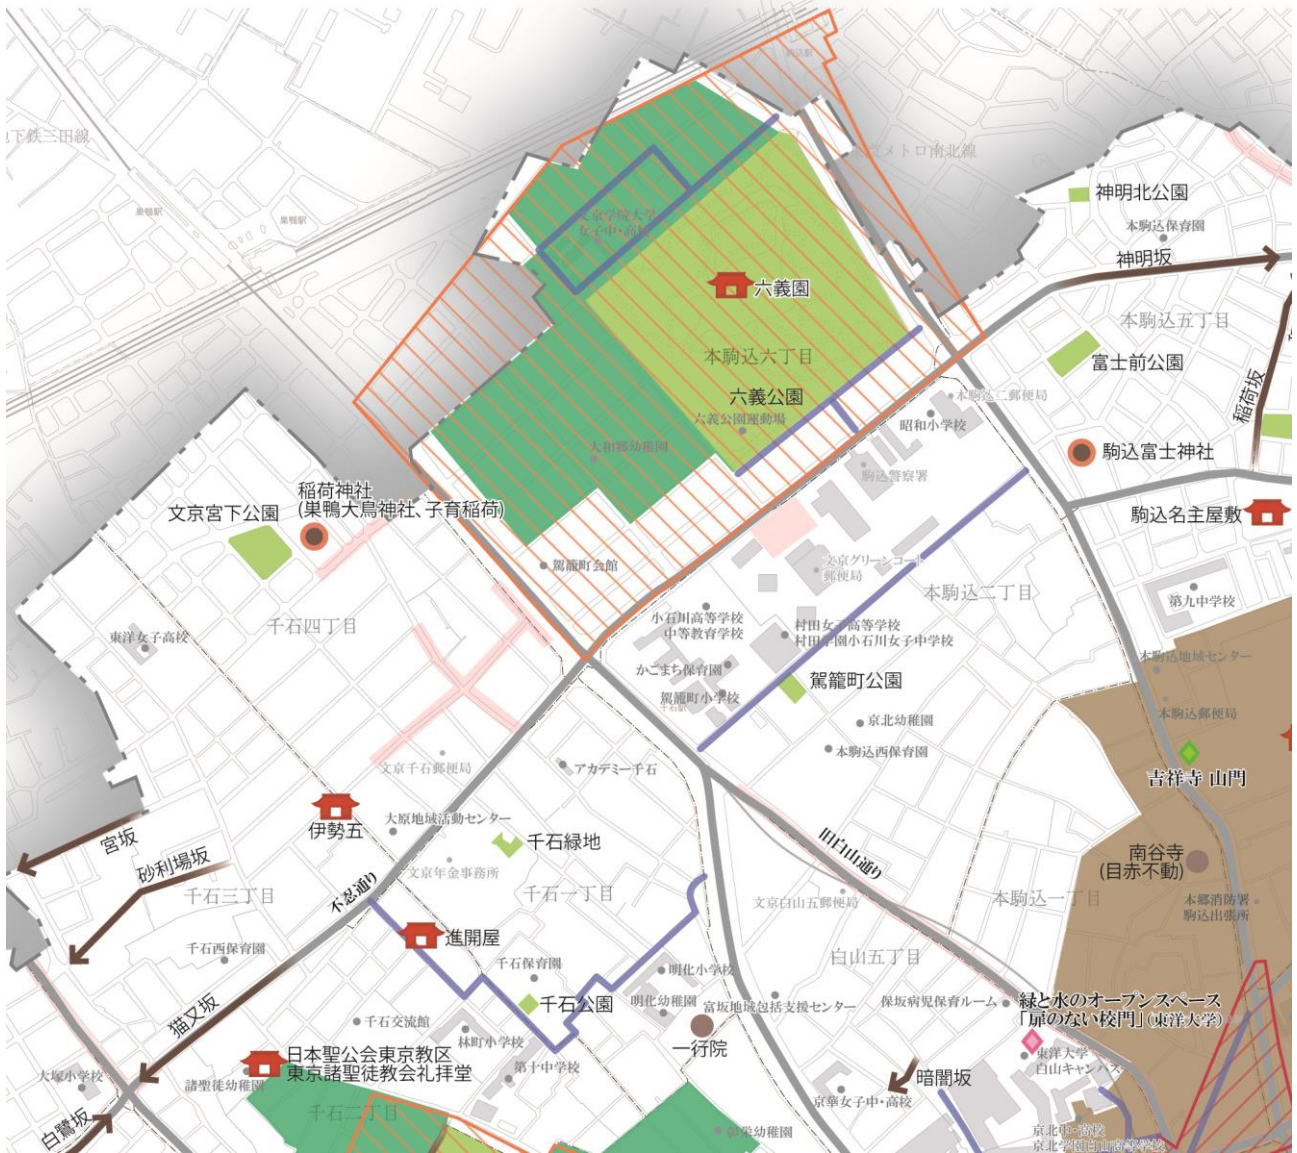 駒込駅
地下鉄三田線
東京メトロ南北線
巣鴨駅
巣鴨駅
神明北公園
本駒込保育園
神明坂
文京学院大学
女子中・高校
六義園
本駒込五丁目
本駒込六丁目
富士前公園
六義公園
六義公園運動場
本駒込二郵便局
昭和小学校
稲荷坂
大和郷幼稚園
駒込警察署
駒込富士神社
稲荷神社
(巣鴨大鳥神社、子育稲荷)
文京宮下公園
駒込名主屋敷
駕籠町会館
文京グリーンコート
郵便局
本駒込二丁目
第九中学校
千石四丁目
小石川高等学校
中等教育学校
村田女子高等学校
村田学園小石川女子中学校
東洋女子高校
本駒込地域センター
かごまち保育園
駕籠町公園
駕籠町小学校
千石駅
本駒込郵便局
京北幼稚園
本駒込西保育園
文京千石郵便局
アカデミー千石
吉祥寺 山門
伊勢五
大原地域活動センター
宮坂
千石緑地
旧白山通り
砂利場坂
南谷寺
(目赤不動)
文京年金事務所
千石三丁目
不忍通り
千石一丁目
文京白山五郵便局
本駒込一丁目
本郷消防署
駒込出張所
進開屋
千石西保育園
白山五丁目
千石保育園
明化小学校
千石公園
明化幼稚園
富坂地域包括支援センター
保坂病児保育ルーム
緑と水のオープンスペース
「扉のない校門」(東洋大学)
猫又坂
千石交流館
林町小学校
一行院
日本聖公会東京教区
東京諸聖徒教会礼拝堂
東洋大学
白山キャンパス
大塚小学校
諸聖徒幼稚園
第十中学校
暗闇坂
京華女子中・高校
千石二丁目
白鷺坂
彰栄幼稚園
京北中・高校
京北学園白山高等学校